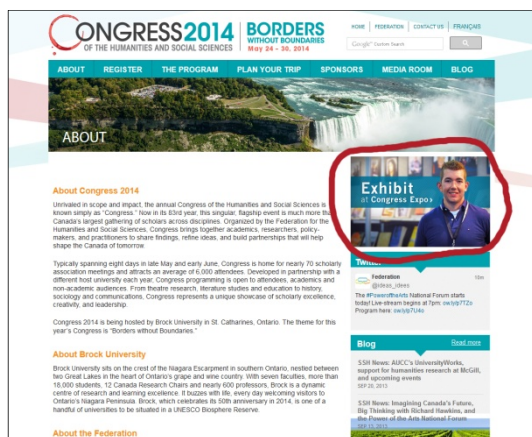 CONGRESS2014
OF THE HUMANITIES AND SOCIAL SCIENCES
BORDERS
WITHOUT BOUNDARIES
May 24 - 30, 2014
HOME FEDERATION CONTACT US FRANÇAIS
Google Custom Search
ABOUT REGISTER THE PROGRAM PLAN YOUR TRIP SPONSORS MEDIA ROOM BLOG
ABOUT
Exhibit
at Congress Expo›
About Congress 2014
Unrivaled in scope and impact, the annual Congress of the Humanities and Social Sciences is
known simply as "Congress." Now in its 83rd year, this singular, flagship event is much more than
Canada's largest gathering of scholars across disciplines. Organized by the Federation for the
Humanities and Social Sciences, Congress brings together academics, researchers, policy-
makers, and practitioners to share findings, refine ideas, and build partnerships that will help
shape the Canada of tomorrow.
Typically spanning eight days in late May and early June, Congress is home for nearly 70 scholarly
association meetings and attracts an average of 6,000 attendees. Developed in partnership with a
different host university each year, Congress programming is open to attendees, academics and
non-academic audiences. From theatre research, literature studies and education to history,
sociology and communications, Congress represents a unique showcase of scholarly excellence,
creativity, and leadership.
Congress 2014 is being hosted by Brock University in St. Catharines, Ontario. The theme for this
year's Congress is "Borders without Boundaries."
About Brock University
Brock University sits on the crest of the Niagara Escarpment in southern Ontario, nestled between
two Great Lakes in the heart of Ontario's grape and wine country. With seven faculties, more than
18,000 students, 12 Canada Research Chairs and nearly 600 professors, Brock is a dynamic
centre of research and learning excellence. It buzzes with life, every day welcoming visitors to
Ontario's Niagara Peninsula. Brock, which celebrates its 50th anniversary in 2014, is one of a
handful of universities to be situated in a UNESCO Biosphere Reserve.
About the Federation
Twitter
Federation
@ideas_idees
The #PoweroftheArts National Forum starts
today! Live-stream begins at 7pm:
Program here:
Blog Read more
SSH News: AUCC's UniversityWorks,
support for humanities research at McGill,
and upcoming events
SEP 20, 2013
SSH News: Imagining Canada's Future,
Big Thinking with Richard Hawkins, and
the Power of the Arts National Forum
SEP 13, 2013